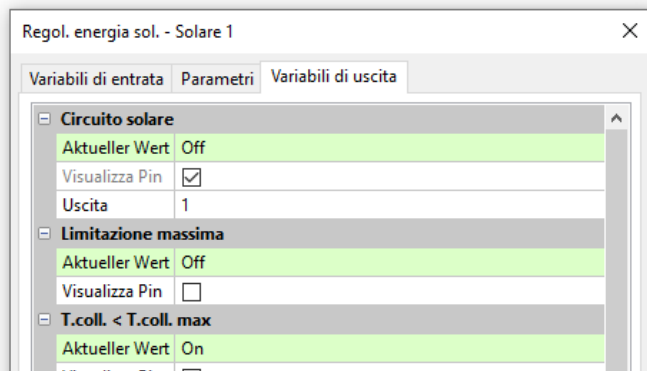 Regol. energia sol. - Solare 1
Variabili di entrata Parametri Variabili di uscita
Circuito solare
Aktueller Wert Off
Visualizza Pin
Uscita 1
Limitazione massima
Aktueller Wert Off
Visualizza Pin
T.coll. < T.coll. max
Aktueller Wert On